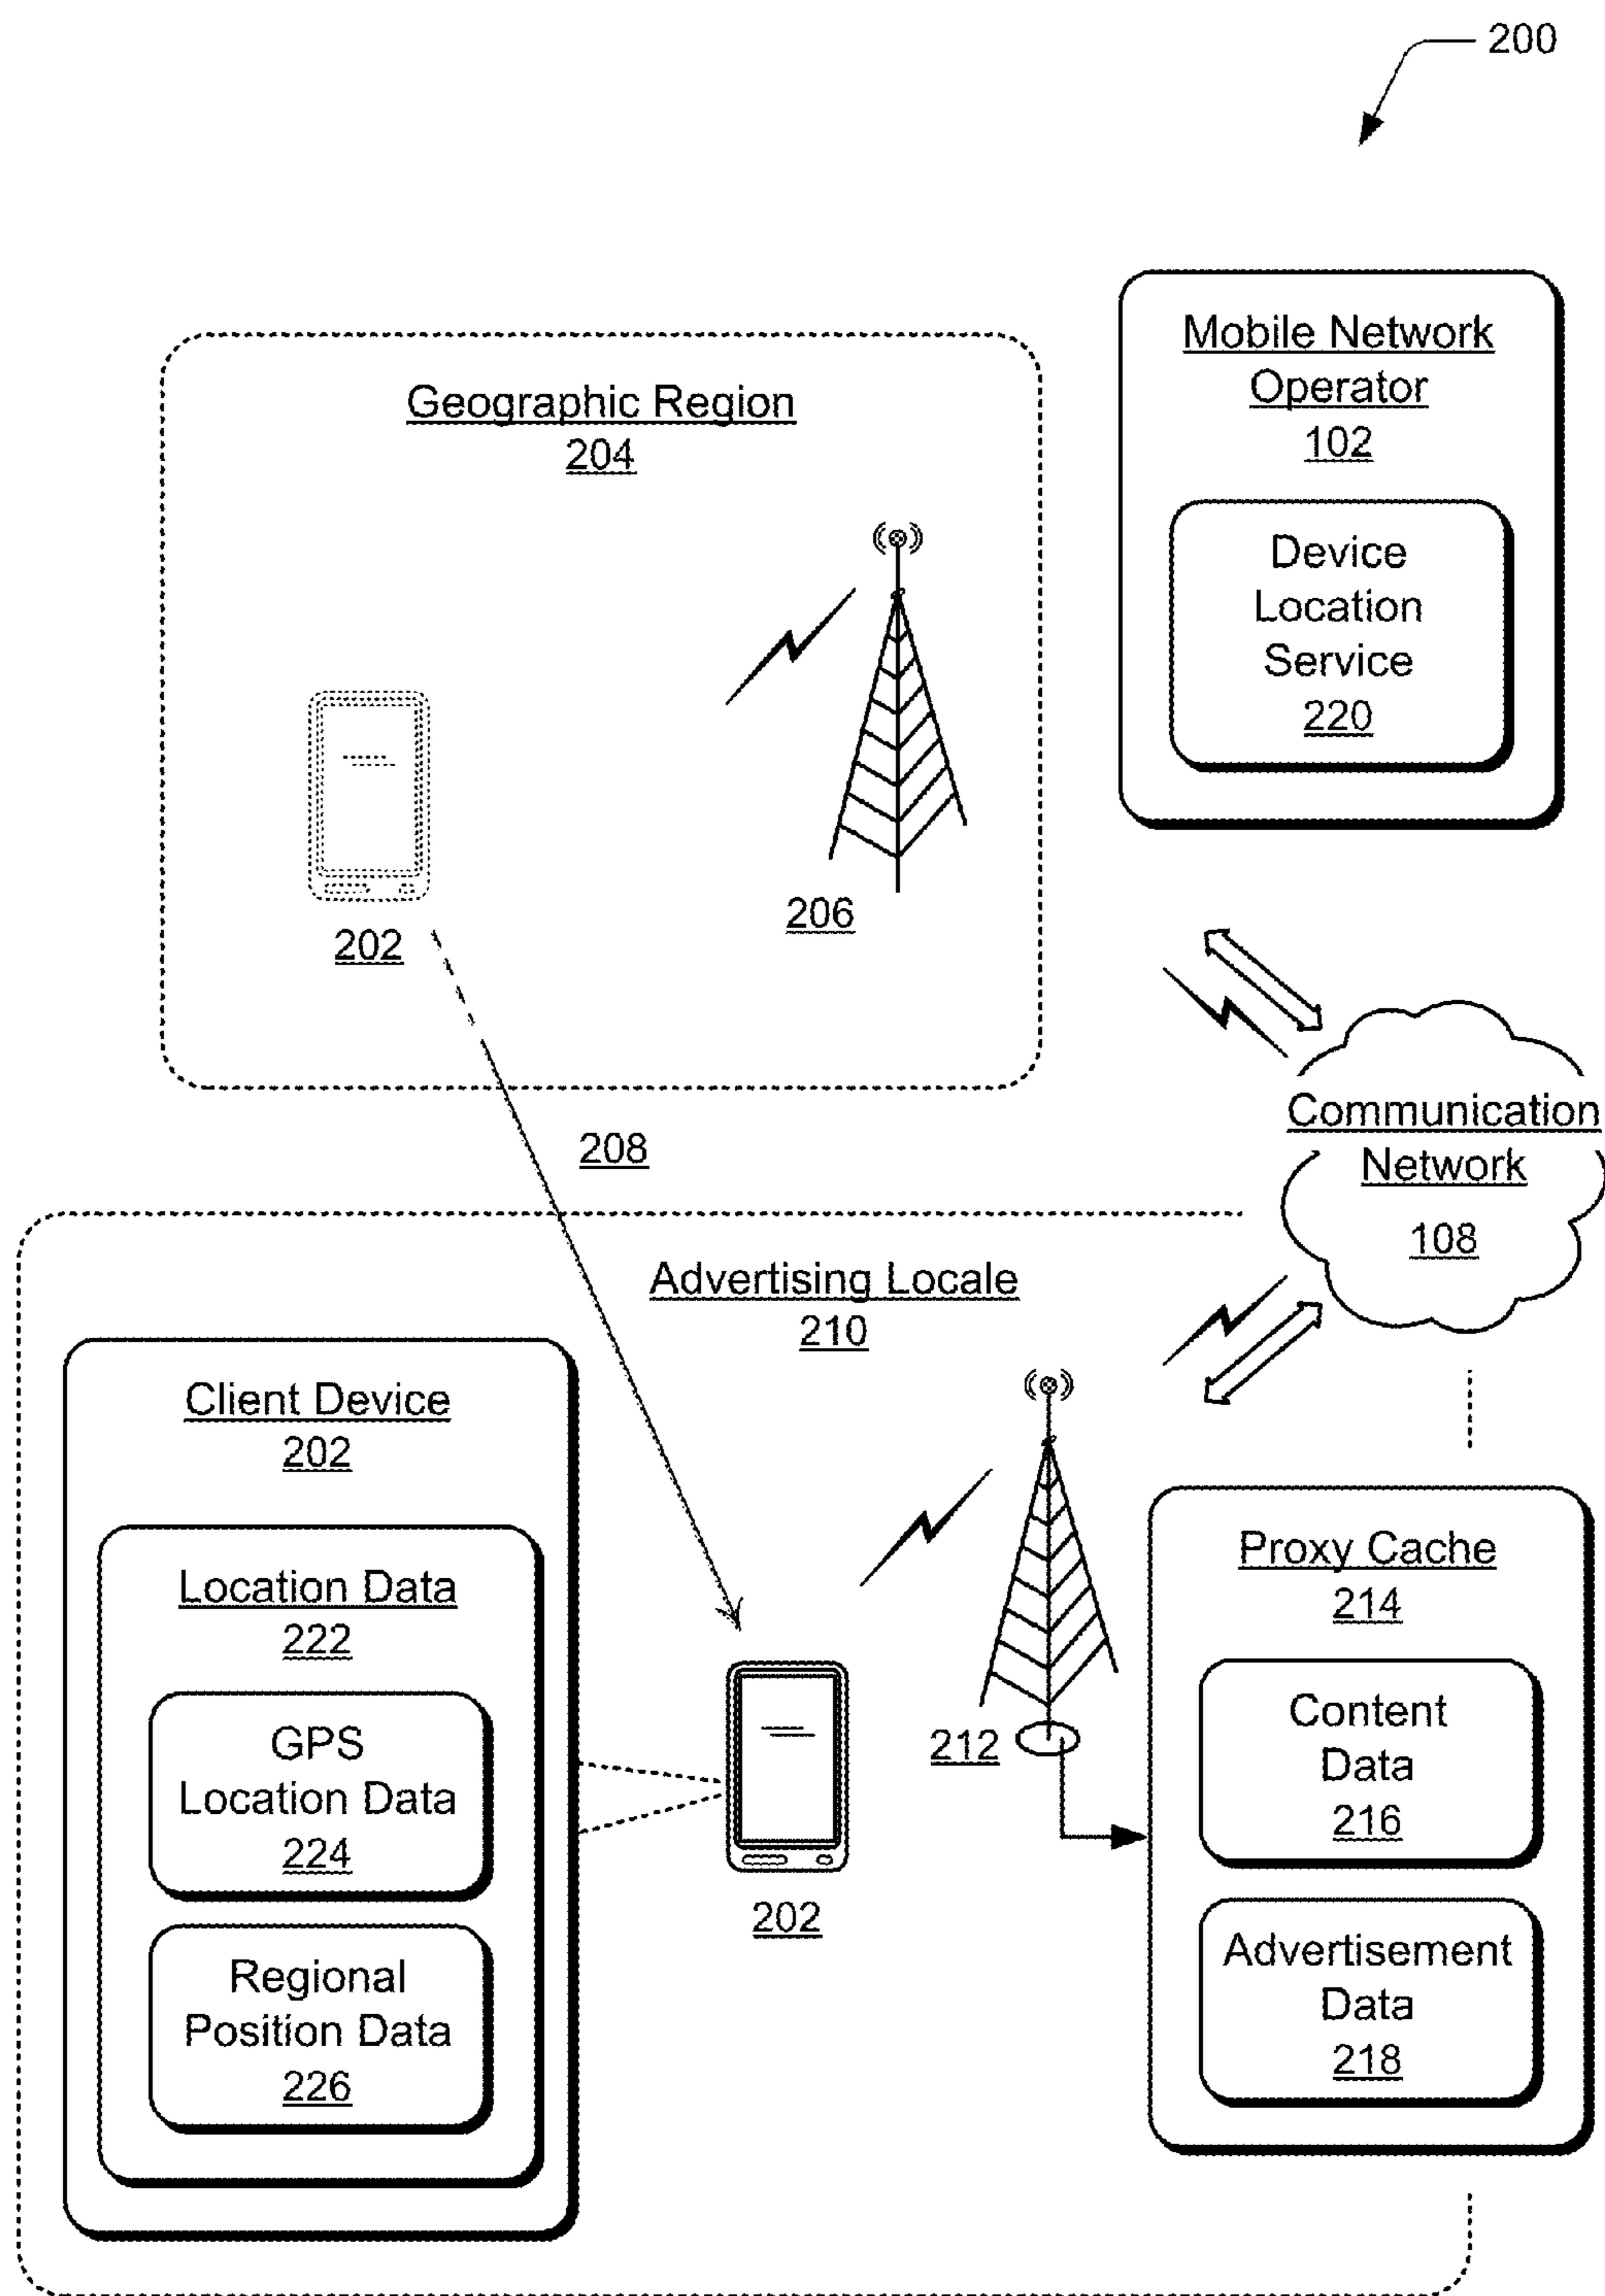 200
Mobile Network
Operator
102
Device
Location
Service
220
Geographic Region
204
206
202
208
Communication
Network
108
Advertising Locale
210
Client Device
202
Location Data
222
GPS
Location Data
224
Regional
Position Data
226
202
212
Proxy Cache
214
Content
Data
216
Advertisement
Data
218